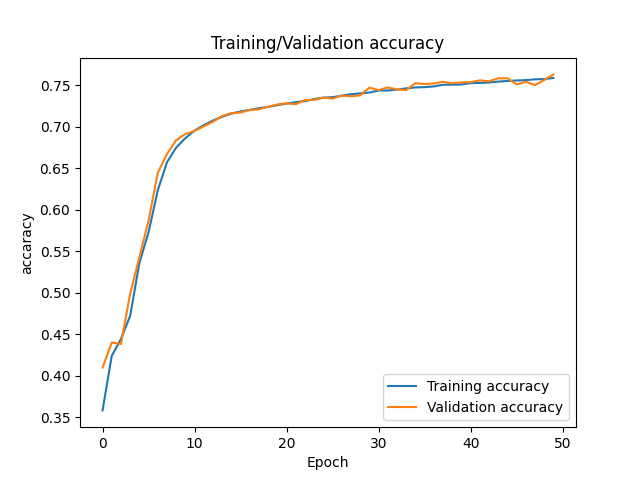 Training/Validation accuracy
accaracy
0.75
0.70
0.65
0.60
0.55
0.50
0.45
0.40
0.35
Training accuracy
Validation accuracy
0 10 20 30 40 50
Epoch